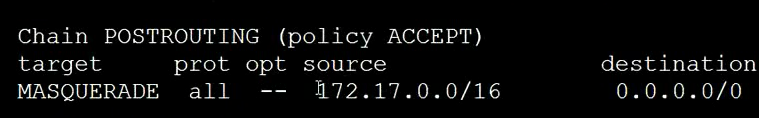 Chain POSTROUTING (policy ACCEPT)
target prot opt source destination
MASQUERADE all -- 172.17.0.0/16 0.0.0.0/0